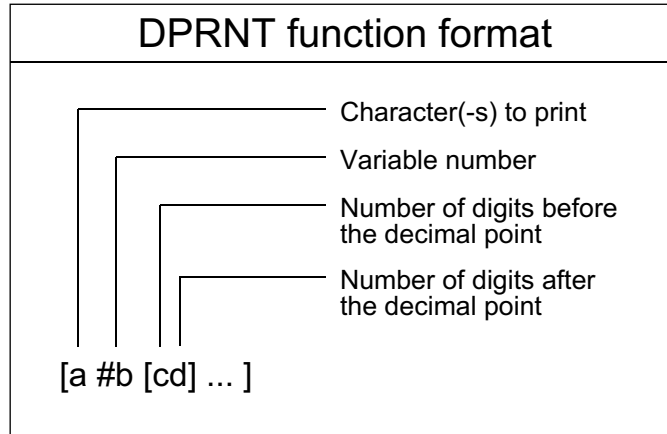 DPRNT function format
Character(-s) to print
Variable number
Number of digits before
the decimal point
Number of digits after
the decimal point
[a #b [cd] ... ]